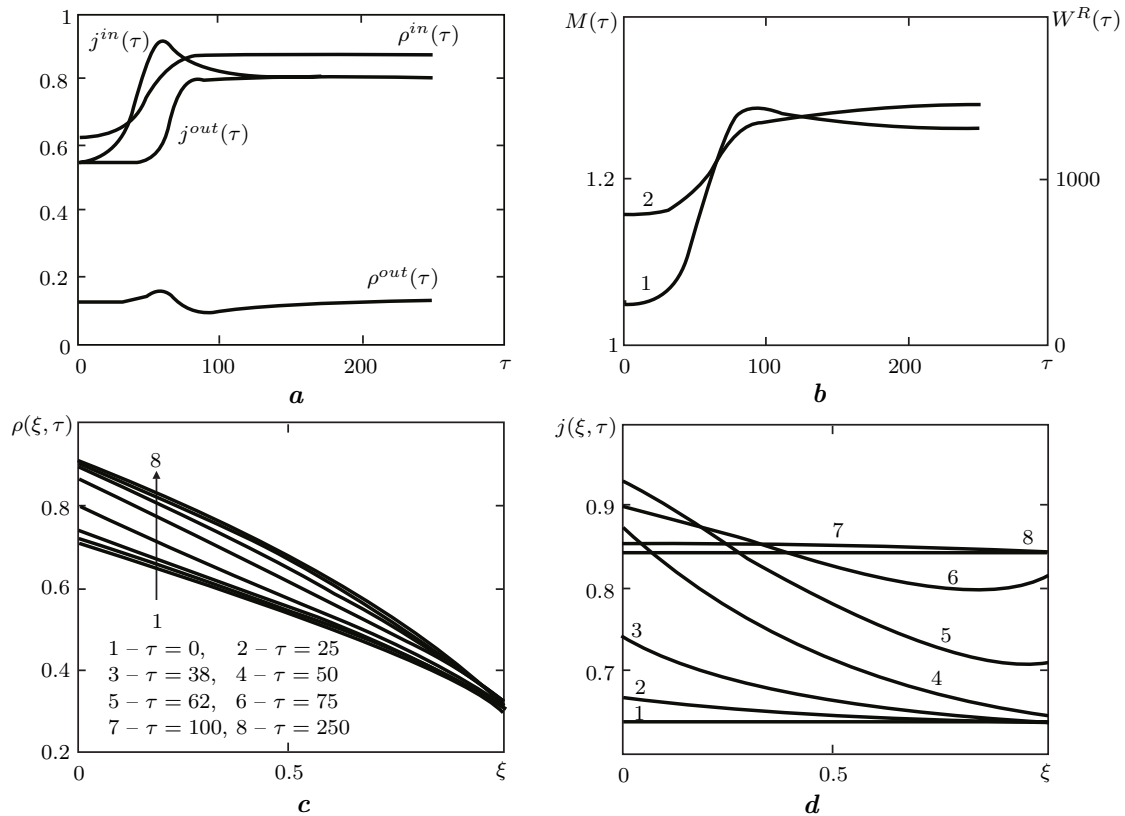 1
j^{in}(τ)
ρ^{in}(τ)
0.8
j^{out}(τ)
0.6
0.4
0.2
ρ^{out}(τ)
0
0 100 200 τ
a
M(τ)
W^R(τ)
1.2
1000
2
1
1
0
0 100 200 τ
b
ρ(ξ, τ)
8
0.8
0.6
1
1 – τ = 0, 2 – τ = 25
3 – τ = 38, 4 – τ = 50
5 – τ = 62, 6 – τ = 75
7 – τ = 100, 8 – τ = 250
0.4
0.2
0 0.5 ξ
c
j(ξ, τ)
0.9
7
8
0.8
6
3
5
0.7
4
2
1
0 0.5 ξ
d